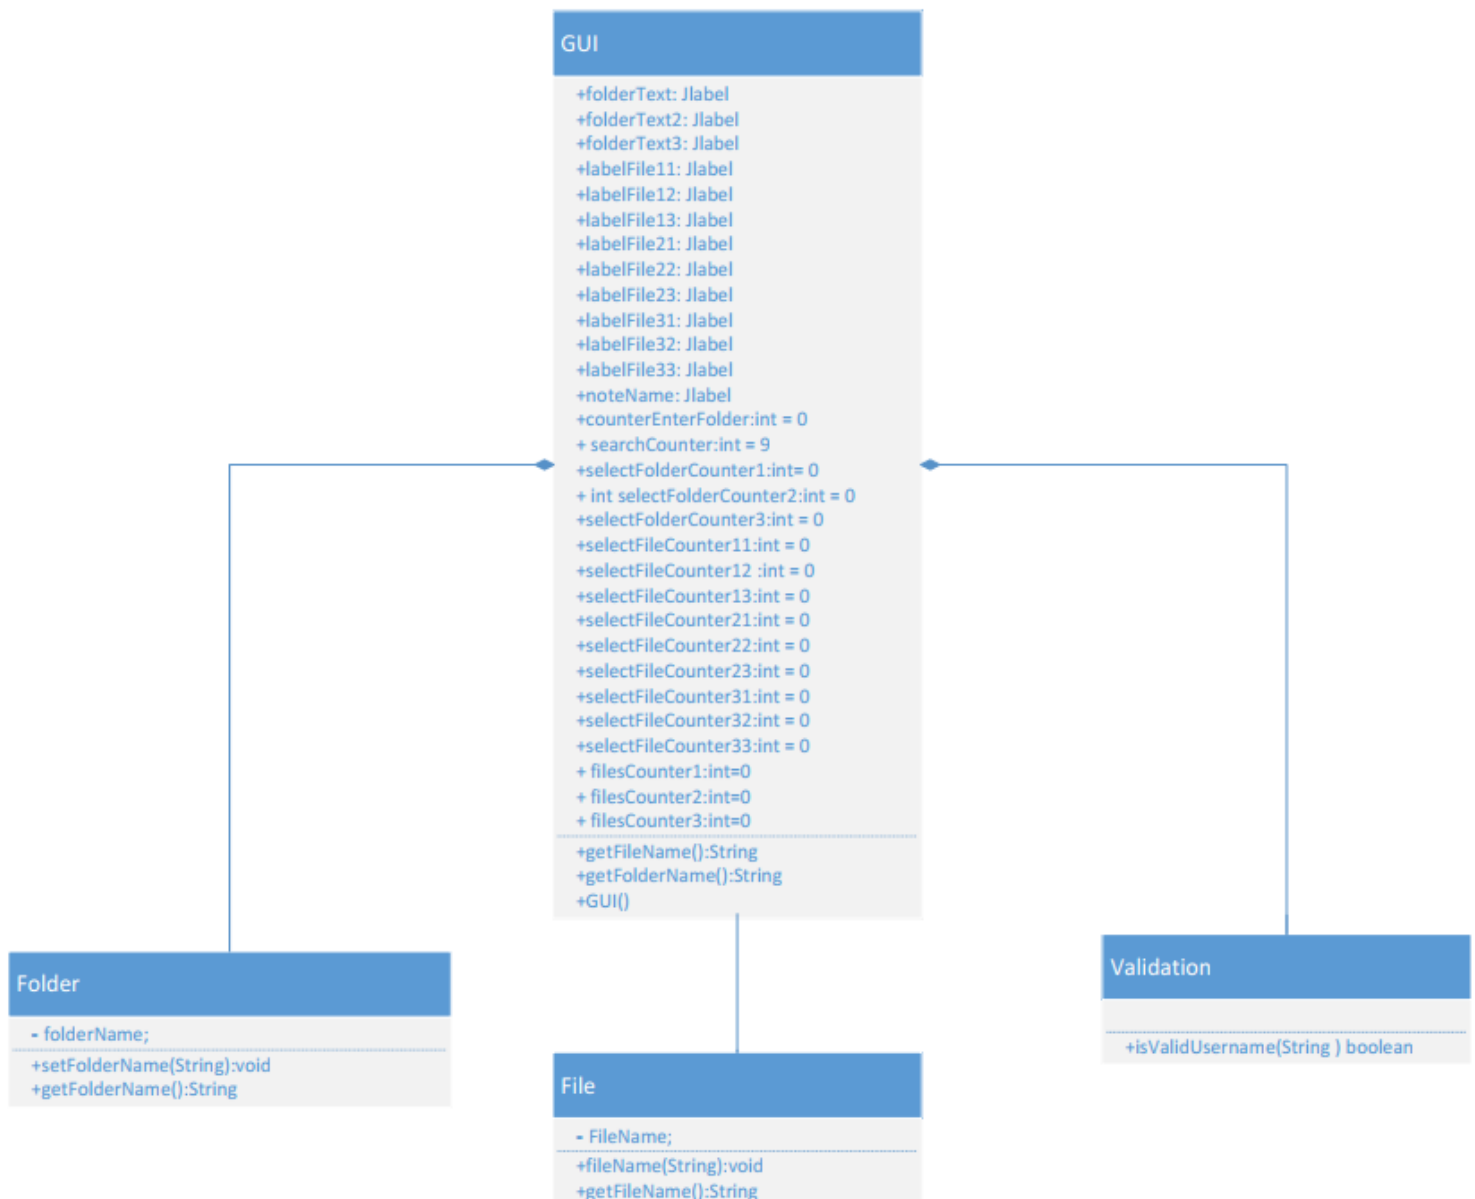 GUI
+folderText: Jlabel
+folderText2: Jlabel
+folderText3: Jlabel
+labelFile11: Jlabel
+labelFile12: Jlabel
+labelFile13: Jlabel
+labelFile21: Jlabel
+labelFile22: Jlabel
+labelFile23: Jlabel
+labelFile31: Jlabel
+labelFile32: Jlabel
+labelFile33: Jlabel
+noteName: Jlabel
+counterEnterFolder:int = 0
+ searchCounter:int = 9
+selectFolderCounter1:int= 0
+ int selectFolderCounter2:int = 0
+selectFolderCounter3:int = 0
+selectFileCounter11:int = 0
+selectFileCounter12 :int = 0
+selectFileCounter13:int = 0
+selectFileCounter21:int = 0
+selectFileCounter22:int = 0
+selectFileCounter23:int = 0
+selectFileCounter31:int = 0
+selectFileCounter32:int = 0
+selectFileCounter33:int = 0
+ filesCounter1:int=0
+ filesCounter2:int=0
+ filesCounter3:int=0
+getFileName():String
+getFolderName():String
+GUI()
Folder
- folderName;
+setFolderName(String):void
+getFolderName():String
File
- FileName;
+fileName(String):void
+getFileName():String
Validation
+isValidUsername(String ) boolean